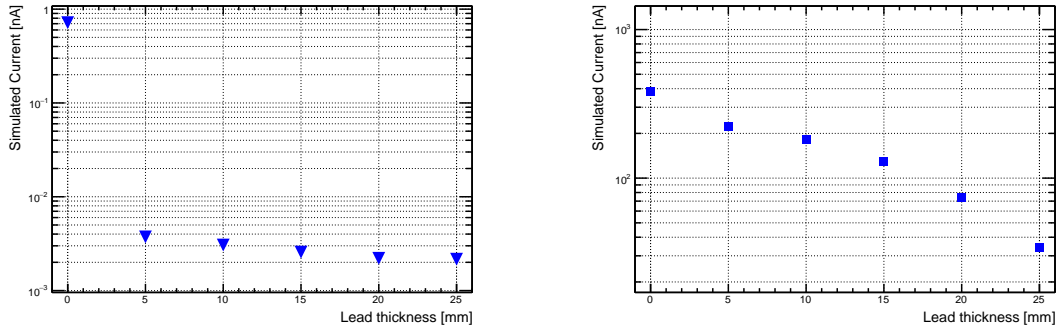 Simulated Current [nA]
1
10⁻¹
10⁻²
10⁻³
0 5 10 15 20 25
Lead thickness [mm]
Simulated Current [nA]
10³
10²
0 5 10 15 20 25
Lead thickness [mm]